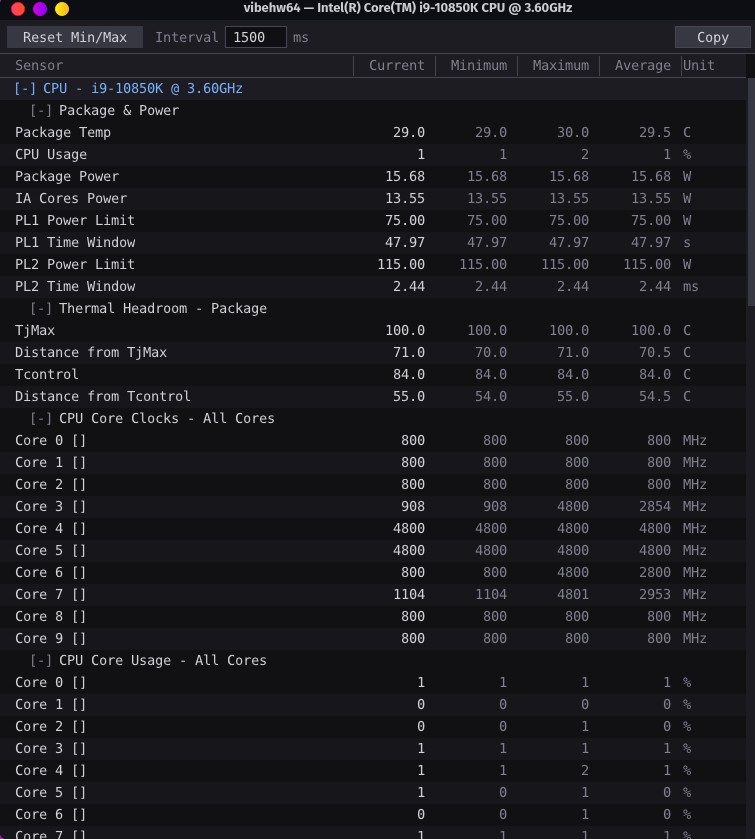 vibehw64 — Intel(R) Core(TM) i9-10850K CPU @ 3.60GHz
Reset Min/Max Interval 1500 ms Copy
Sensor Current Minimum Maximum Average Unit
[-] CPU - i9-10850K @ 3.60GHz
[-] Package & Power
Package Temp 29.0 29.0 30.0 29.5 C
CPU Usage 1 1 2 1 %
Package Power 15.68 15.68 15.68 15.68 W
IA Cores Power 13.55 13.55 13.55 13.55 W
PL1 Power Limit 75.00 75.00 75.00 75.00 W
PL1 Time Window 47.97 47.97 47.97 47.97 s
PL2 Power Limit 115.00 115.00 115.00 115.00 W
PL2 Time Window 2.44 2.44 2.44 2.44 ms
[-] Thermal Headroom - Package
TjMax 100.0 100.0 100.0 100.0 C
Distance from TjMax 71.0 70.0 71.0 70.5 C
Tcontrol 84.0 84.0 84.0 84.0 C
Distance from Tcontrol 55.0 54.0 55.0 54.5 C
[-] CPU Core Clocks - All Cores
Core 0 [] 800 800 800 800 MHz
Core 1 [] 800 800 800 800 MHz
Core 2 [] 800 800 800 800 MHz
Core 3 [] 908 908 4800 2854 MHz
Core 4 [] 4800 4800 4800 4800 MHz
Core 5 [] 4800 4800 4800 4800 MHz
Core 6 [] 800 800 4800 2800 MHz
Core 7 [] 1104 1104 4801 2953 MHz
Core 8 [] 800 800 800 800 MHz
Core 9 [] 800 800 800 800 MHz
[-] CPU Core Usage - All Cores
Core 0 [] 1 1 1 1 %
Core 1 [] 0 0 0 0 %
Core 2 [] 0 0 1 0 %
Core 3 [] 1 1 1 1 %
Core 4 [] 1 1 2 1 %
Core 5 [] 1 0 1 0 %
Core 6 [] 0 0 1 0 %
Core 7 [] 1 1 1 1 %